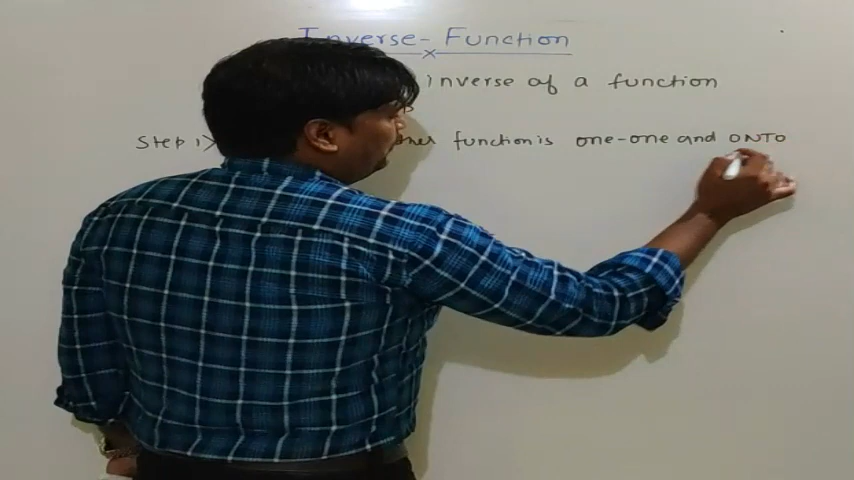 Inverse - Function
inverse of a function
Step 1> function is one-one and ONTO